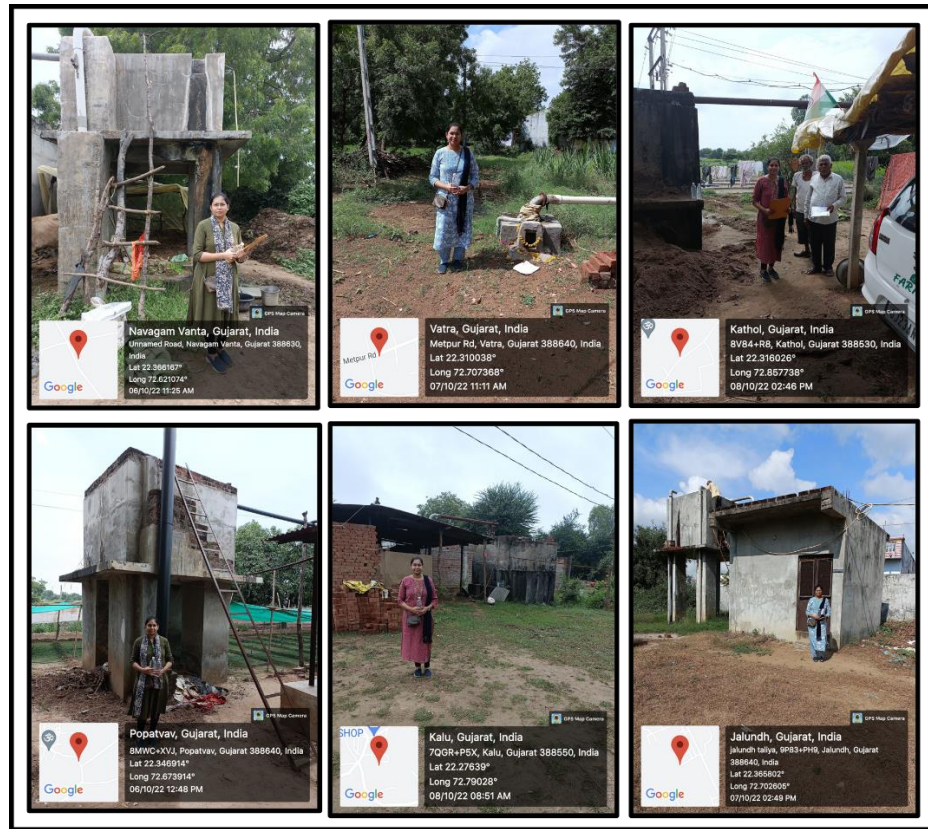 GPS Map Camera
Google
Navagam Vanta, Gujarat, India
Unnamed Road, Navagam Vanta, Gujarat 388630,
India
Lat 22.366167°
Long 72.621074°
06/10/22 11:25 AM
GPS Map Camera
Metpur Rd
Google
Vatra, Gujarat, India
Metpur Rd, Vatra, Gujarat 388640, India
Lat 22.310038°
Long 72.707368°
07/10/22 11:11 AM
FAR
GPS Map Camera
ॐ
Google
Kathol, Gujarat, India
8V84+R8, Kathol, Gujarat 388530, India
Lat 22.316026°
Long 72.857738°
08/10/22 02:46 PM
GPS Map Camera
ॐ
Google
Popatvav, Gujarat, India
8MWC+XVJ, Popatvav, Gujarat 388640, India
Lat 22.346914°
Long 72.673914°
06/10/22 12:48 PM
GPS Map Camera
SHOP
Google
Kalu, Gujarat, India
7QGR+P5X, Kalu, Gujarat 388550, India
Lat 22.27639°
Long 72.79028°
08/10/22 08:51 AM
GPS Map Camera
Google
Jalundh, Gujarat, India
jalundh taliya, 9P83+PH9, Jalundh, Gujarat
388640, India
Lat 22.365802°
Long 72.702605°
07/10/22 02:49 PM